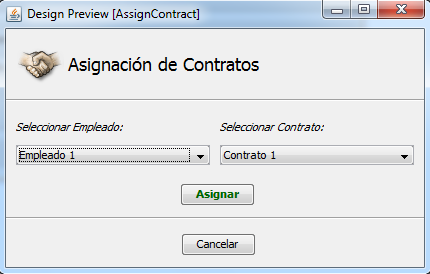 Design Preview [AssignContract]
Asignación de Contratos
Seleccionar Empleado: Seleccionar Contrato:
Empleado 1 Contrato 1
Asignar
Cancelar